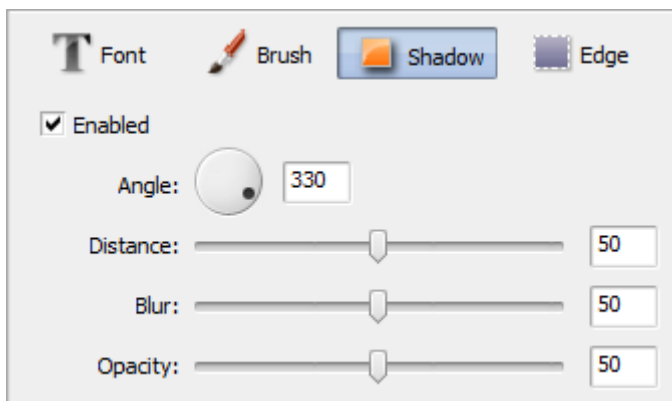 Font Brush Shadow Edge
Enabled
Angle: 330
Distance: 50
Blur: 50
Opacity: 50